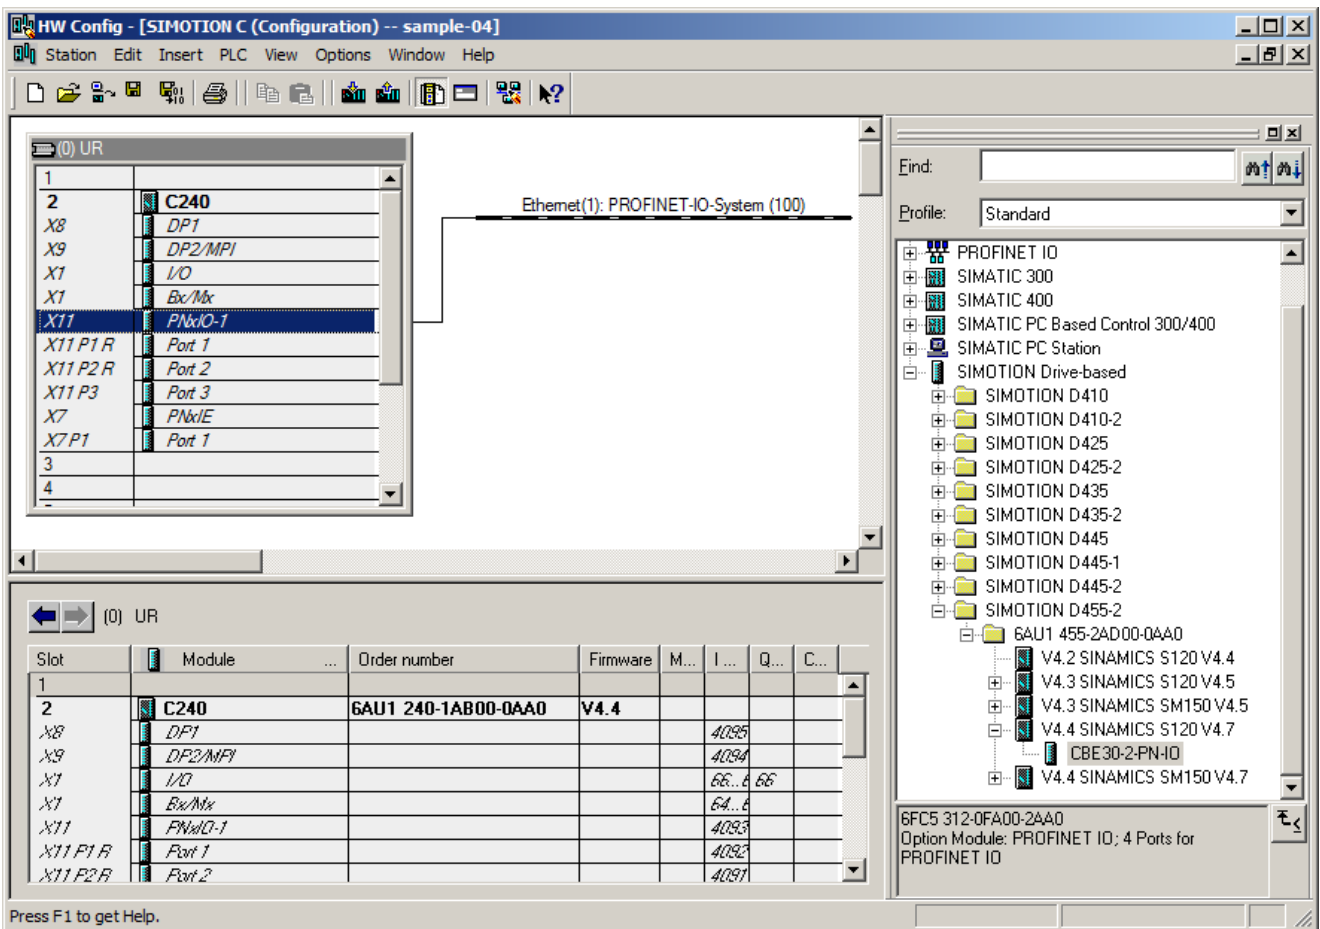 HW Config - [SIMOTION C (Configuration) -- sample-04]
Station Edit Insert PLC View Options Window Help
(0) UR
1
2 C240
X8 DP1
X9 DP2/MPI
X1 I/O
X1 Bx/Mx
X11 PNxIO-1
X11 P1 R Port 1
X11 P2 R Port 2
X11 P3 Port 3
X7 PNxIE
X7 P1 Port 1
3
4
Ethernet(1): PROFINET-IO-System (100)
Find:
Profile: Standard
PROFINET IO
SIMATIC 300
SIMATIC 400
SIMATIC PC Based Control 300/400
SIMATIC PC Station
SIMOTION Drive-based
SIMOTION D410
SIMOTION D410-2
SIMOTION D425
SIMOTION D425-2
SIMOTION D435
SIMOTION D435-2
SIMOTION D445
SIMOTION D445-1
SIMOTION D445-2
SIMOTION D455-2
6AU1 455-2AD00-0AA0
V4.2 SINAMICS S120 V4.4
V4.3 SINAMICS S120 V4.5
V4.3 SINAMICS SM150 V4.5
V4.4 SINAMICS S120 V4.7
CBE30-2-PN-IO
V4.4 SINAMICS SM150 V4.7
6FC5 312-0FA00-2AA0
Option Module: PROFINET IO; 4 Ports for
PROFINET IO
(0) UR
Slot Module ... Order number Firmware M... I ... Q... C...
1
2 C240 6AU1 240-1AB00-0AA0 V4.4
X8 DP1 4095
X9 DP2/MPI 4094
X1 I/O 66... 66
X1 Bx/Mx 64...
X11 PNxIO-1 4093
X11 P1 R Port 1 4092
X11 P2 R Port 2 4091
Press F1 to get Help.